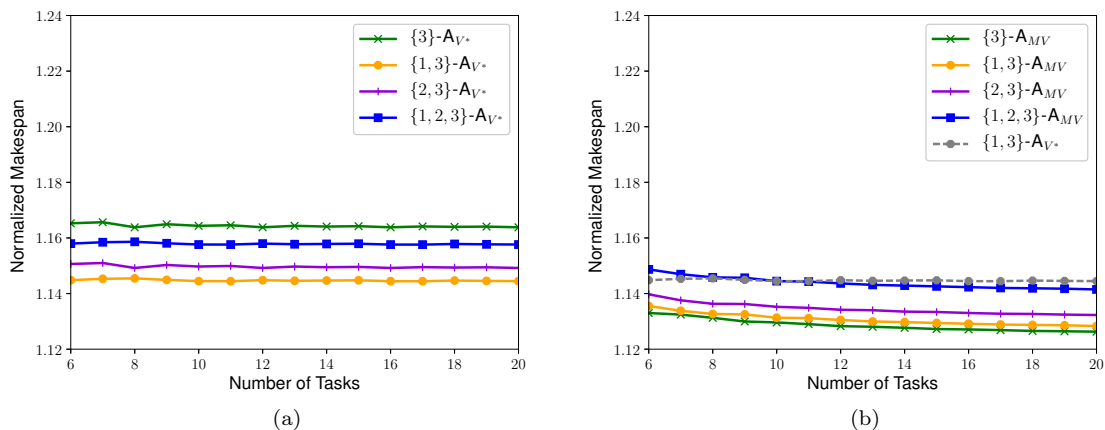 1.24
1.22
1.20
1.18
1.16
1.14
1.12
6 8 10 12 14 16 18 20
Normalized Makespan
Number of Tasks
{3}-A_{V*}
{1, 3}-A_{V*}
{2, 3}-A_{V*}
{1, 2, 3}-A_{V*}
(a)
1.24
1.22
1.20
1.18
1.16
1.14
1.12
6 8 10 12 14 16 18 20
Normalized Makespan
Number of Tasks
{3}-A_{MV}
{1, 3}-A_{MV}
{2, 3}-A_{MV}
{1, 2, 3}-A_{MV}
{1, 3}-A_{V*}
(b)